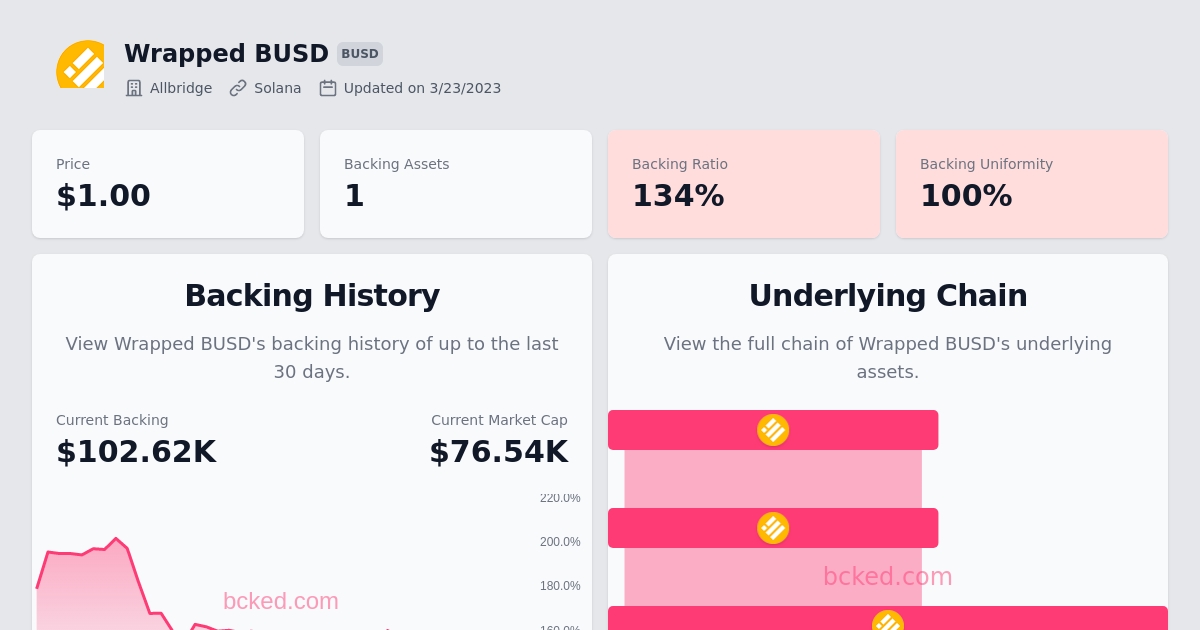 Wrapped BUSD BUSD
Allbridge Solana Updated on 3/23/2023
Price
$1.00
Backing Assets
1
Backing Ratio
134%
Backing Uniformity
100%
Backing History
View Wrapped BUSD's backing history of up to the last
30 days.
Current Backing
$102.62K
Current Market Cap
$76.54K
220.0%
200.0%
180.0%
160.0%
bcked.com
Underlying Chain
View the full chain of Wrapped BUSD's underlying
assets.
bcked.com